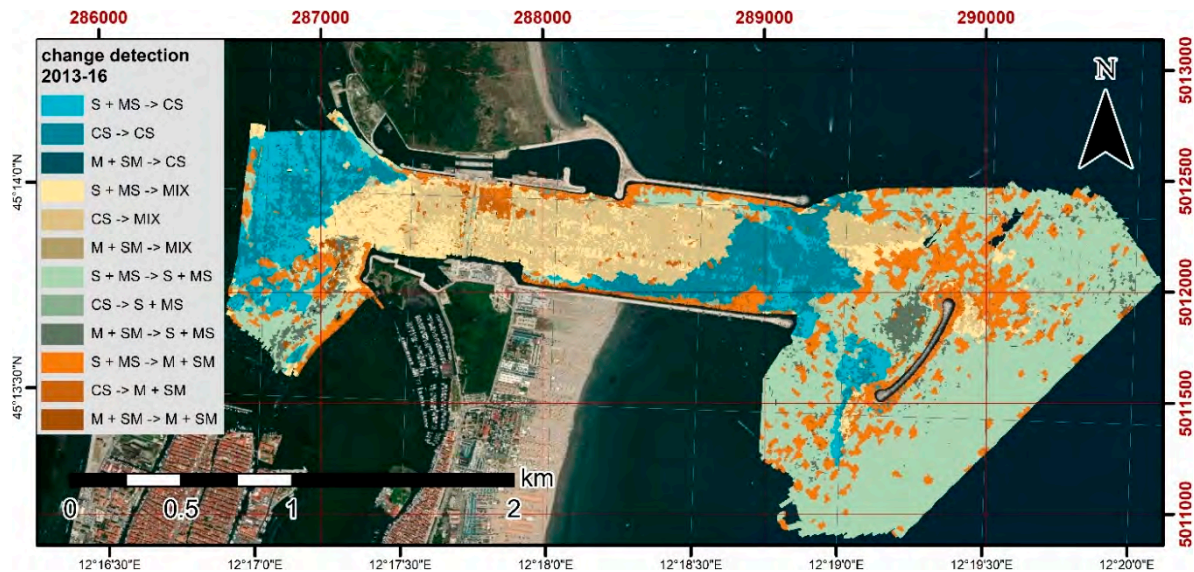 286000 287000 288000 289000 290000
change detection
2013-16
S + MS -> CS
CS -> CS
M + SM -> CS
S + MS -> MIX
CS -> MIX
M + SM -> MIX
S + MS -> S + MS
CS -> S + MS
M + SM -> S + MS
S + MS -> M + SM
CS -> M + SM
M + SM -> M + SM
N
5013000
5012500
5012000
5011500
5011000
45°14'0"N
45°13'30"N
km
0 0.5 1 2
12°16'30"E 12°17'0"E 12°17'30"E 12°18'0"E 12°18'30"E 12°19'0"E 12°19'30"E 12°20'0"E